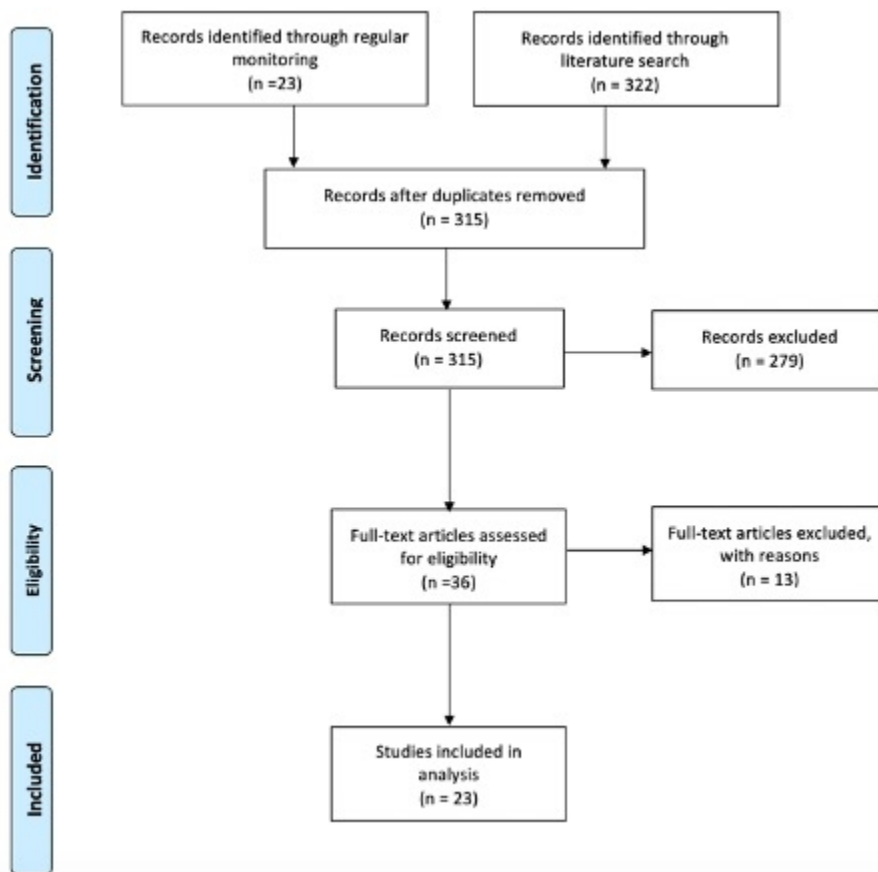 Identification
Records identified through regular
monitoring
(n =23)
Records identified through
literature search
(n = 322)
Records after duplicates removed
(n = 315)
Screening
Records screened
(n = 315)
Records excluded
(n = 279)
Eligibility
Full-text articles assessed
for eligibility
(n =36)
Full-text articles excluded,
with reasons
(n = 13)
Included
Studies included in
analysis
(n = 23)